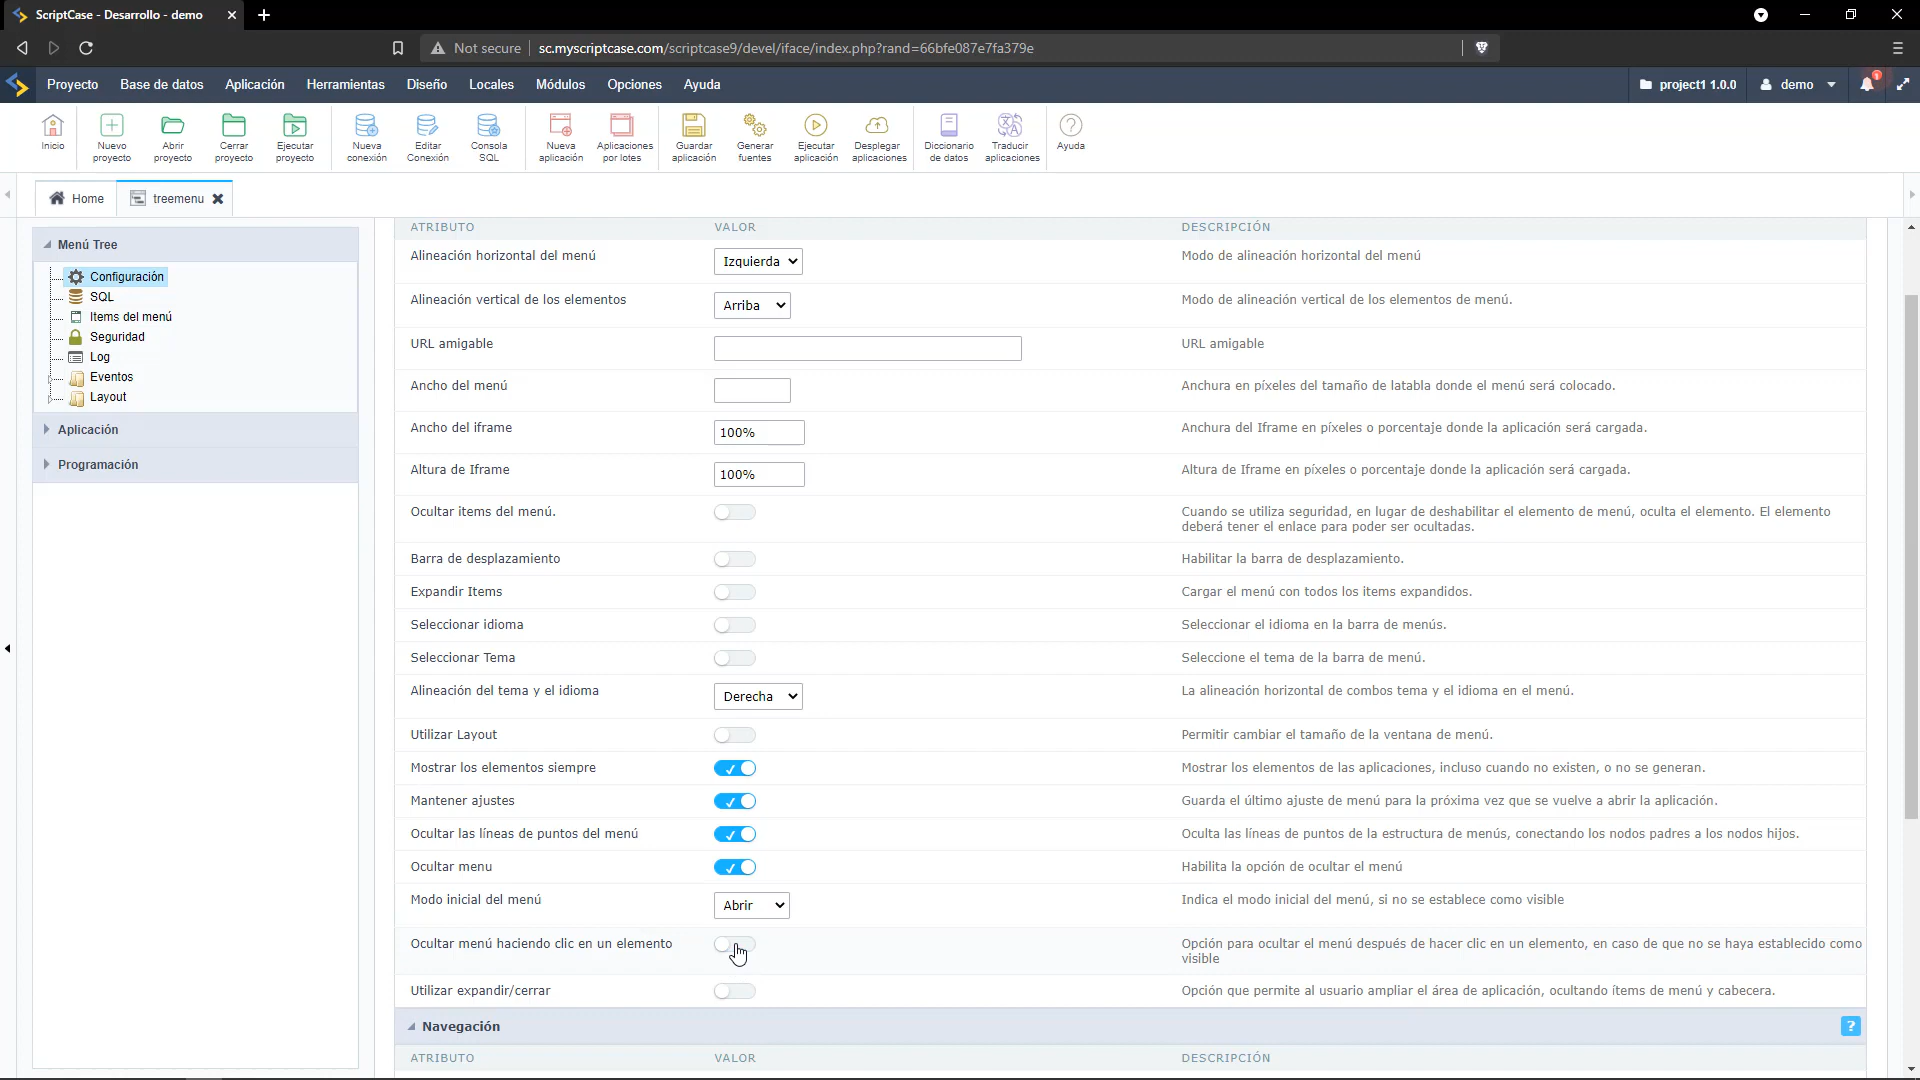 ScriptCase - Desarrollo - demo
Not secure
sc.myscriptcase.com/scriptcase9/devel/iface/index.php?rand=66bfe087e7fa379e
Proyecto Base de datos Aplicación Herramientas Diseño Locales Módulos Opciones Ayuda
project1 1.0.0 demo 1
Inicio
Nuevo proyecto
Abrir proyecto
Cerrar proyecto
Ejecutar proyecto
Nueva conexión
Editar Conexión
Consola SQL
Nueva aplicación
Aplicaciones por lotes
Guardar aplicación
Generar fuentes
Ejecutar aplicación
Desplegar aplicaciones
Diccionario de datos
Traducir aplicaciones
Ayuda
Home
treemenu
Menú Tree
Configuración
SQL
Items del menú
Seguridad
Log
Eventos
Layout
Aplicación
Programación
ATRIBUTO VALOR DESCRIPCIÓN
Alineación horizontal del menú Izquierda Modo de alineación horizontal del menú
Alineación vertical de los elementos Arriba Modo de alineación vertical de los elementos de menú.
URL amigable URL amigable
Ancho del menú Anchura en píxeles del tamaño de latabla donde el menú será colocado.
Ancho del iframe 100% Anchura del Iframe en píxeles o porcentaje donde la aplicación será cargada.
Altura de Iframe 100% Altura de Iframe en píxeles o porcentaje donde la aplicación será cargada.
Ocultar items del menú. Cuando se utiliza seguridad, en lugar de deshabilitar el elemento de menú, oculta el elemento. El elemento
deberá tener el enlace para poder ser ocultadas.
Barra de desplazamiento Habilitar la barra de desplazamiento.
Expandir Items Cargar el menú con todos los items expandidos.
Seleccionar idioma Seleccionar el idioma en la barra de menús.
Seleccionar Tema Seleccione el tema de la barra de menú.
Alineación del tema y el idioma Derecha La alineación horizontal de combos tema y el idioma en el menú.
Utilizar Layout Permitir cambiar el tamaño de la ventana de menú.
Mostrar los elementos siempre Mostrar los elementos de las aplicaciones, incluso cuando no existen, o no se generan.
Mantener ajustes Guarda el último ajuste de menú para la próxima vez que se vuelve a abrir la aplicación.
Ocultar las líneas de puntos del menú Oculta las líneas de puntos de la estructura de menús, conectando los nodos padres a los nodos hijos.
Ocultar menu Habilita la opción de ocultar el menú
Modo inicial del menú Abrir Indica el modo inicial del menú, si no se establece como visible
Ocultar menú haciendo clic en un elemento Opción para ocultar el menú después de hacer clic en un elemento, en caso de que no se haya establecido como
visible
Utilizar expandir/cerrar Opción que permite al usuario ampliar el área de aplicación, ocultando ítems de menú y cabecera.
Navegación ?
ATRIBUTO VALOR DESCRIPCIÓN